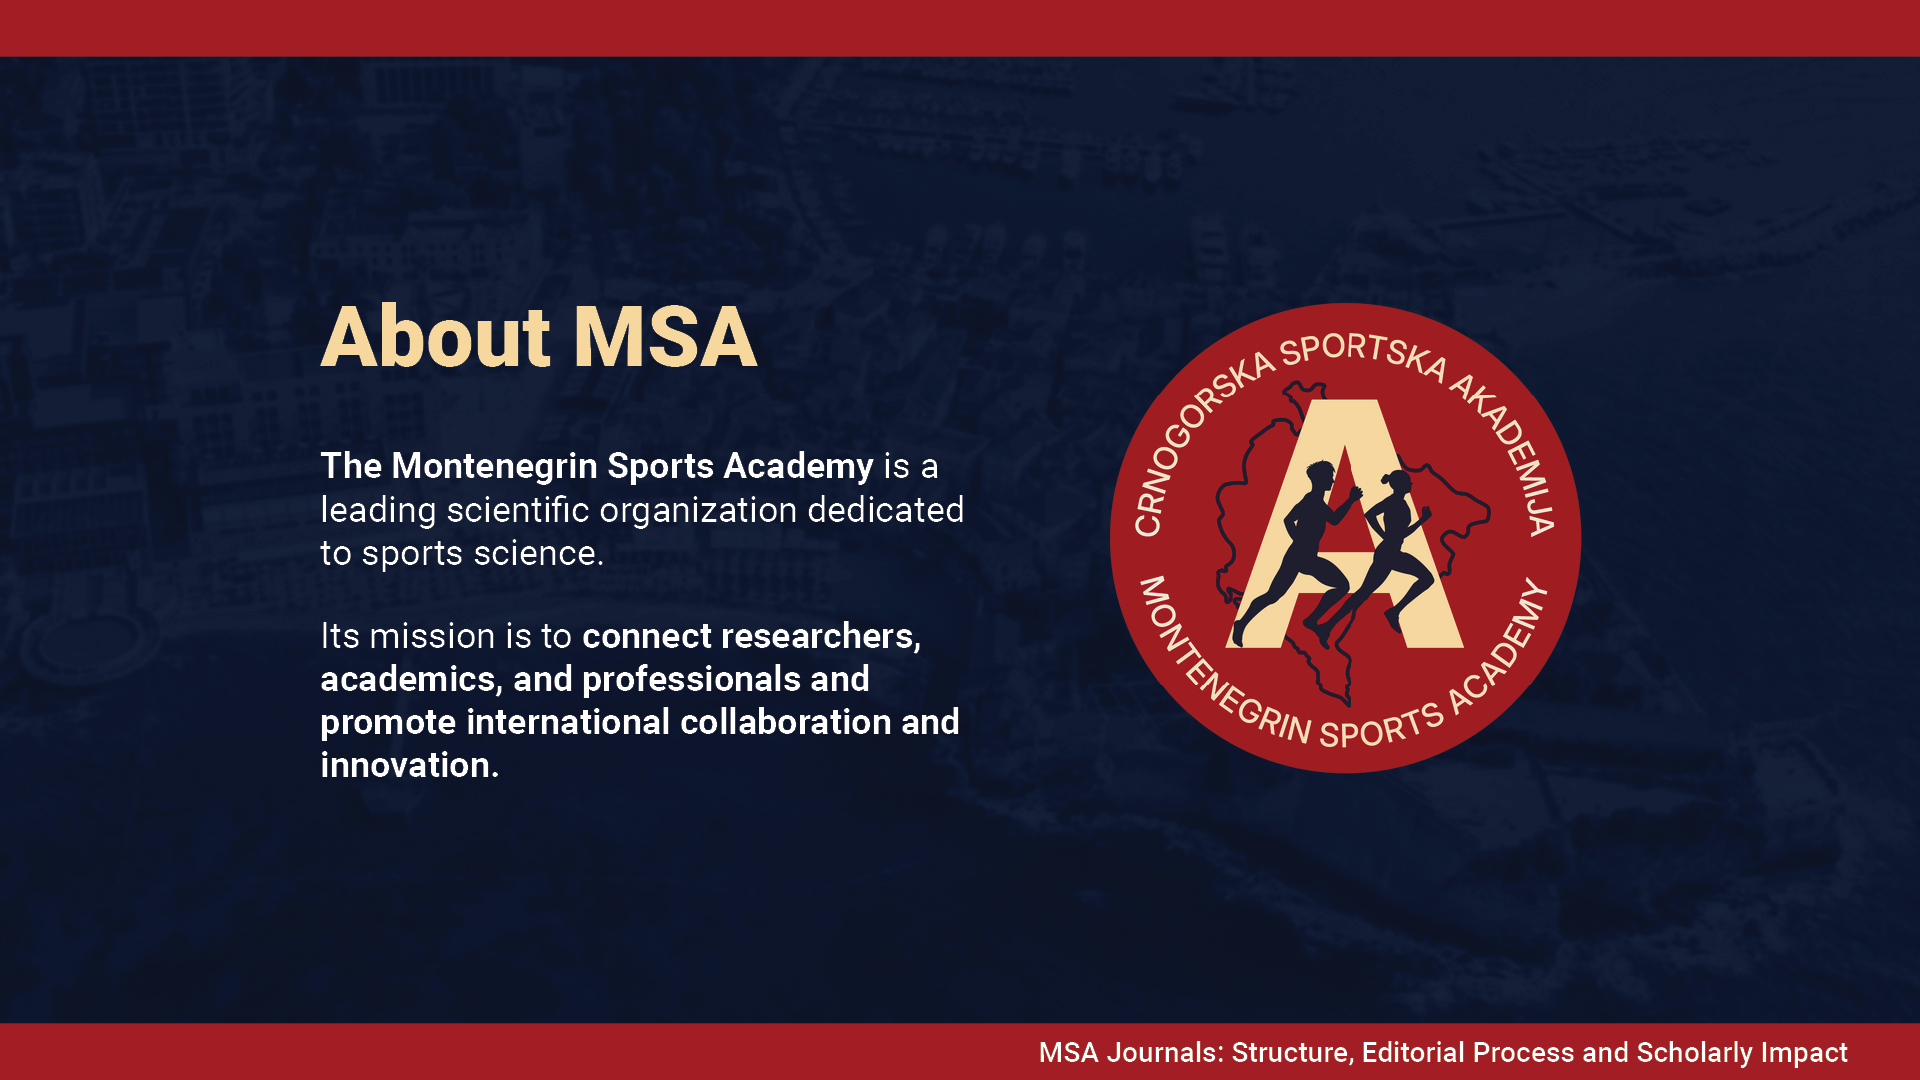 About MSA
The Montenegrin Sports Academy is a
leading scientific organization dedicated
to sports science.
Its mission is to connect researchers,
academics, and professionals and
promote international collaboration and
innovation.
CRNOGORSKA SPORTSKA AKADEMIJA
A
MONTENEGRIN SPORTS ACADEMY
MSA Journals: Structure, Editorial Process and Scholarly Impact